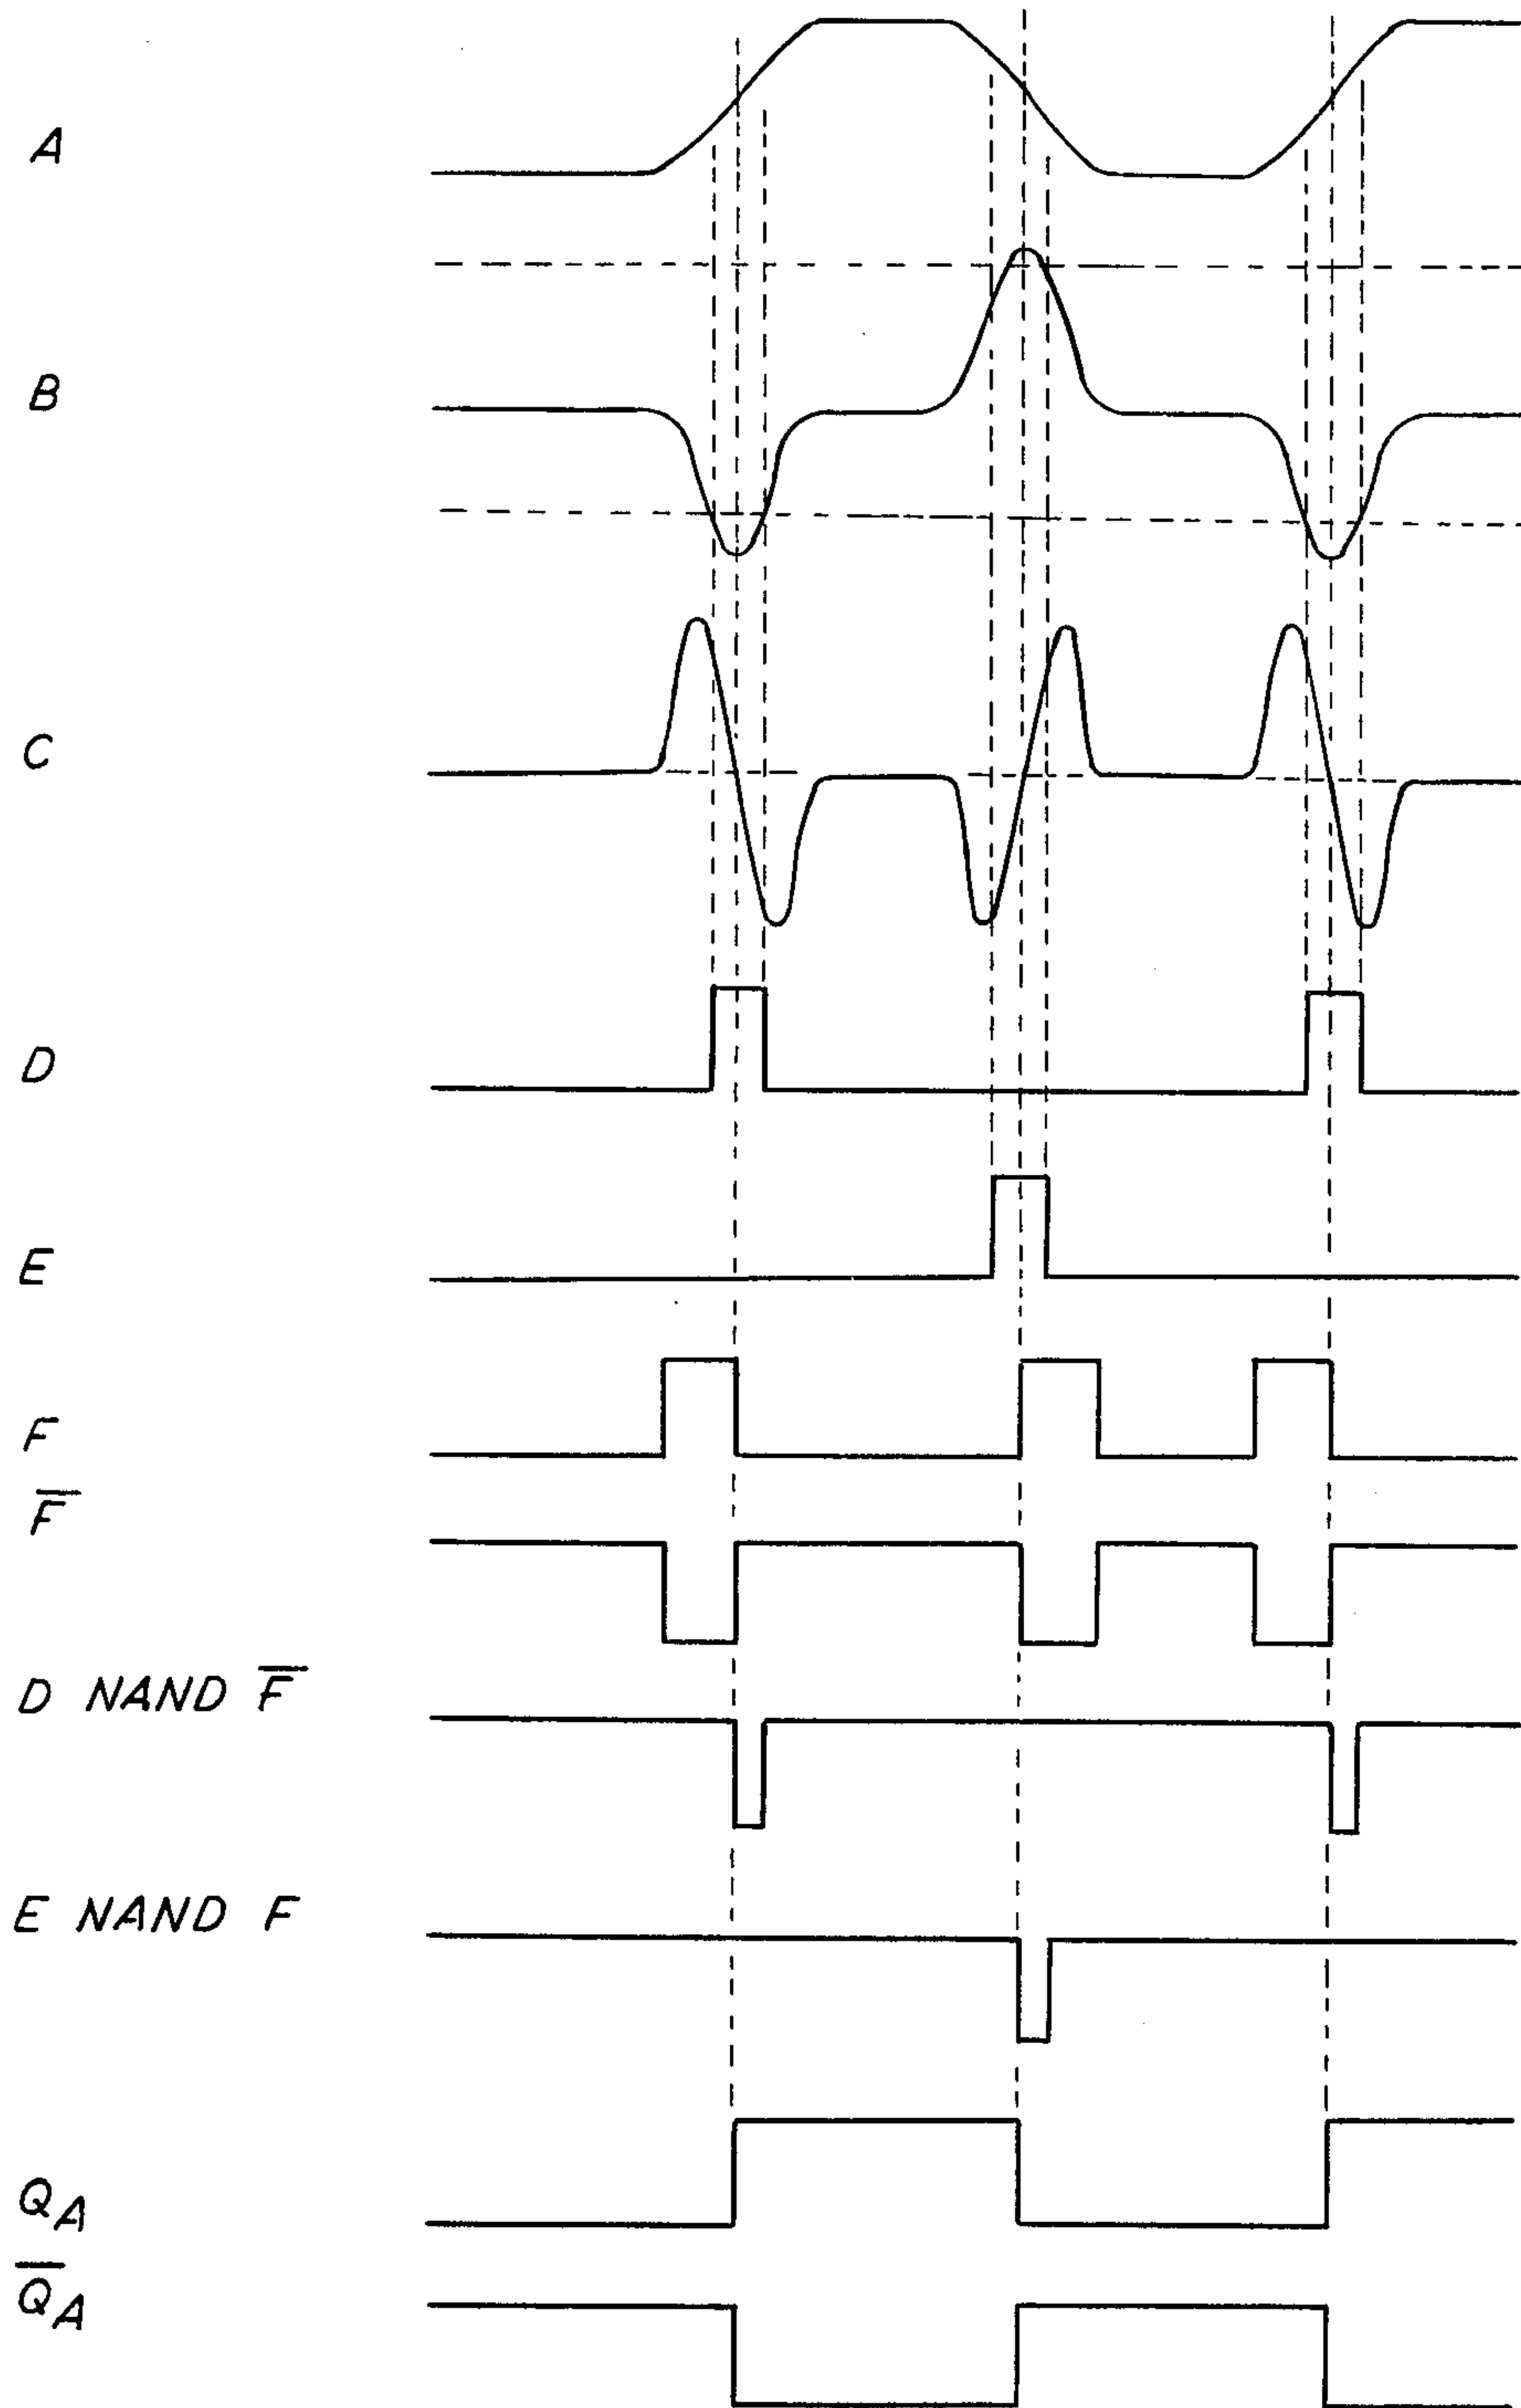 A
B
C
D
E
F
F̅
D NAND F̅
E NAND F
Q_A
Q̅_A